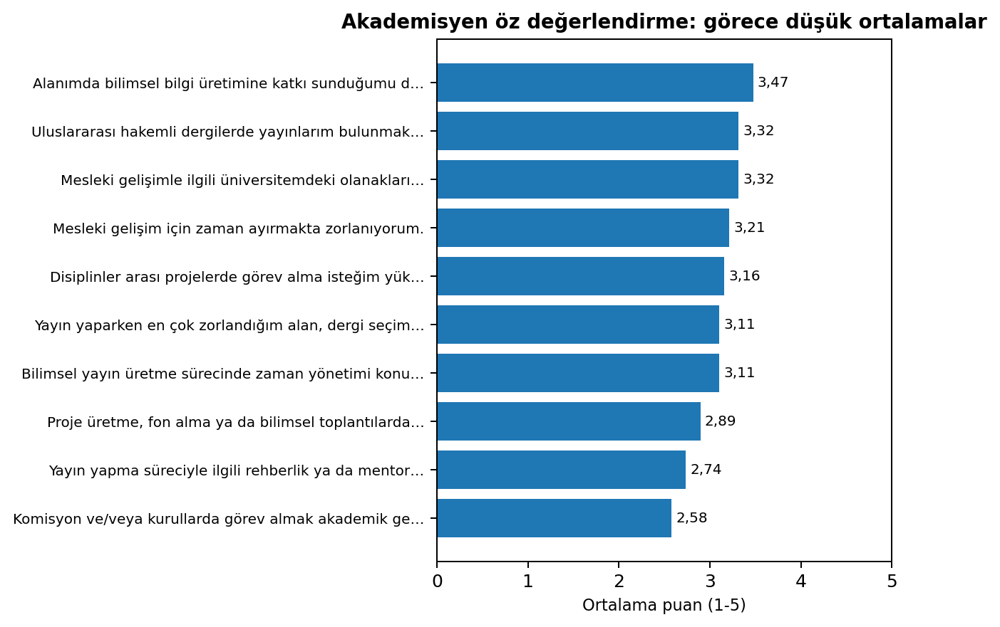 Akademisyen öz değerlendirme: görece düşük ortalamalar
Alanımda bilimsel bilgi üretimine katkı sunduğumu d… 3,47
Uluslararası hakemli dergilerde yayınlarım bulunmak… 3,32
Mesleki gelişimle ilgili üniversitemdeki olanakları… 3,32
Mesleki gelişim için zaman ayırmakta zorlanıyorum. 3,21
Disiplinler arası projelerde görev alma isteğim yük… 3,16
Yayın yaparken en çok zorlandığım alan, dergi seçim… 3,11
Bilimsel yayın üretme sürecinde zaman yönetimi konu… 3,11
Proje üretme, fon alma ya da bilimsel toplantılarda… 2,89
Yayın yapma süreciyle ilgili rehberlik ya da mentor… 2,74
Komisyon ve/veya kurullarda görev almak akademik ge… 2,58
0 1 2 3 4 5
Ortalama puan (1-5)